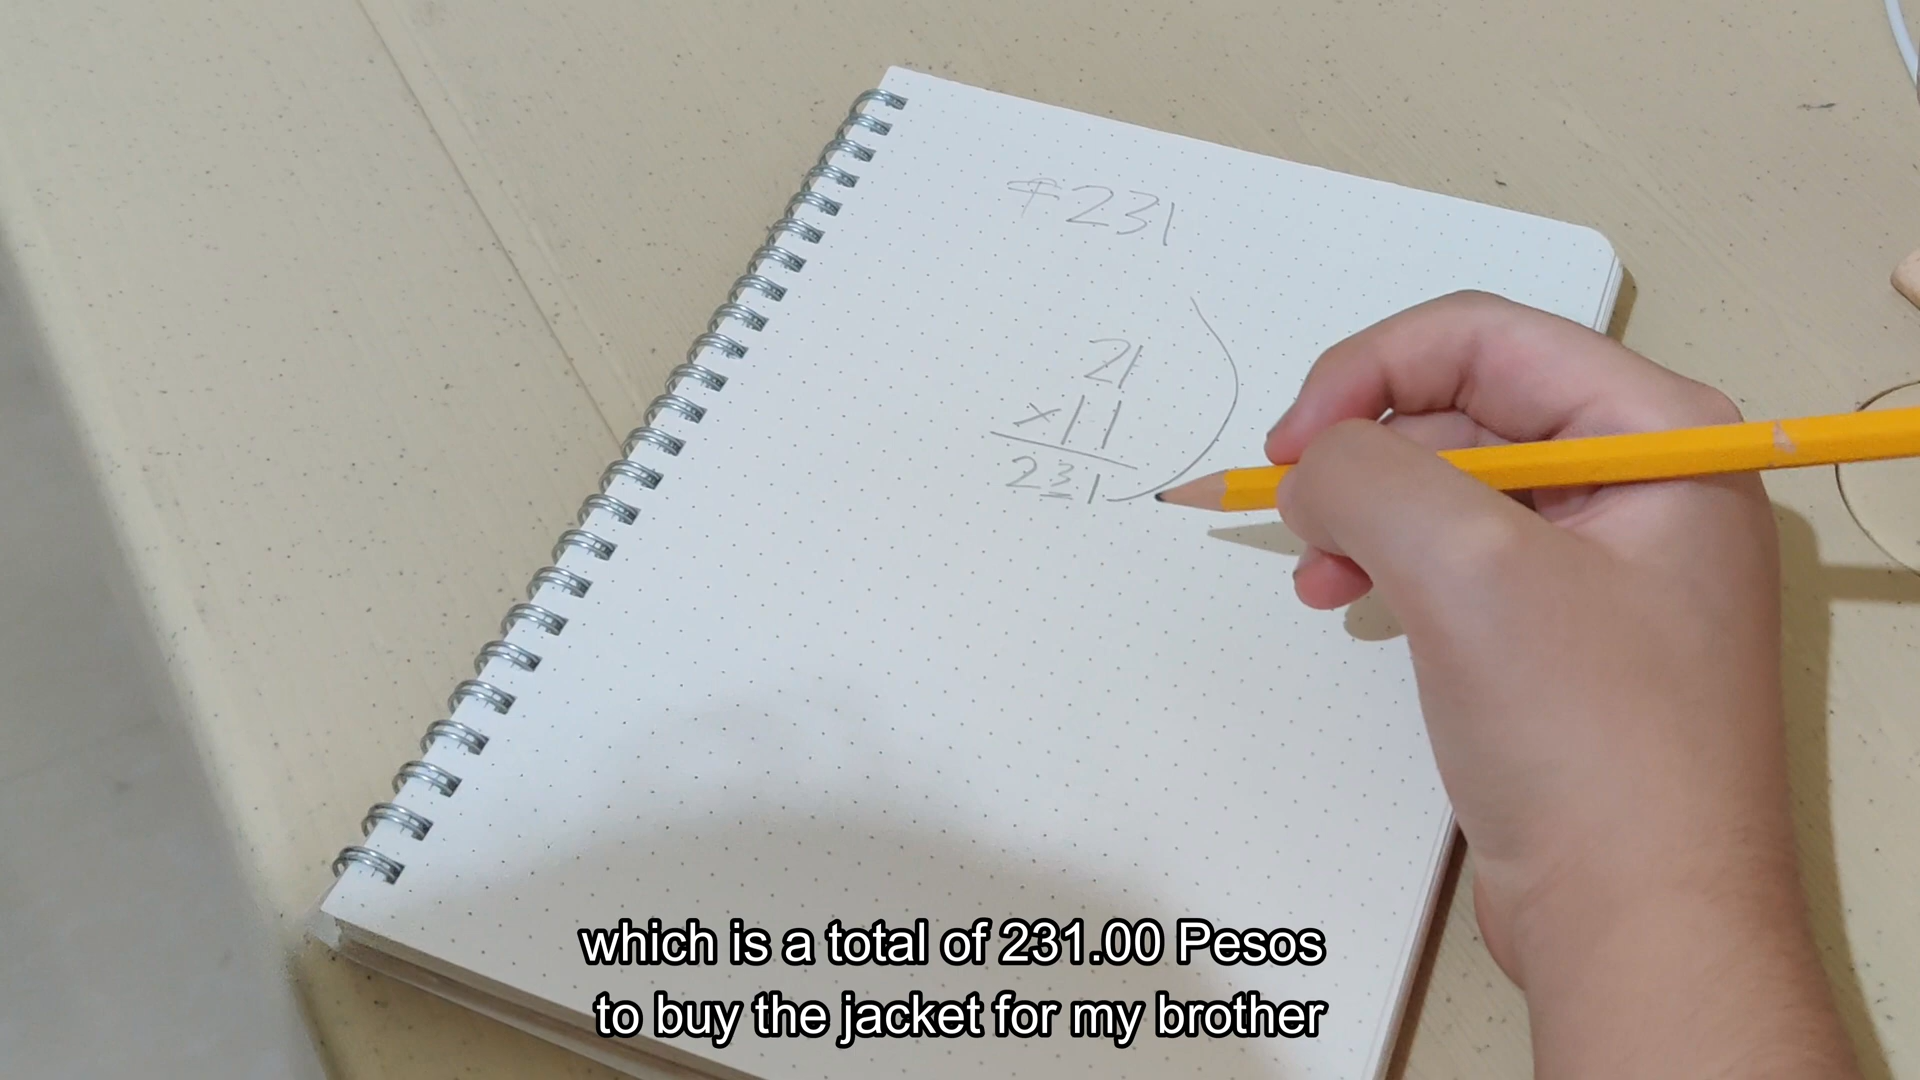 ₱231
21
x11
231
which is a total of 231.00 Pesos
to buy the jacket for my brother